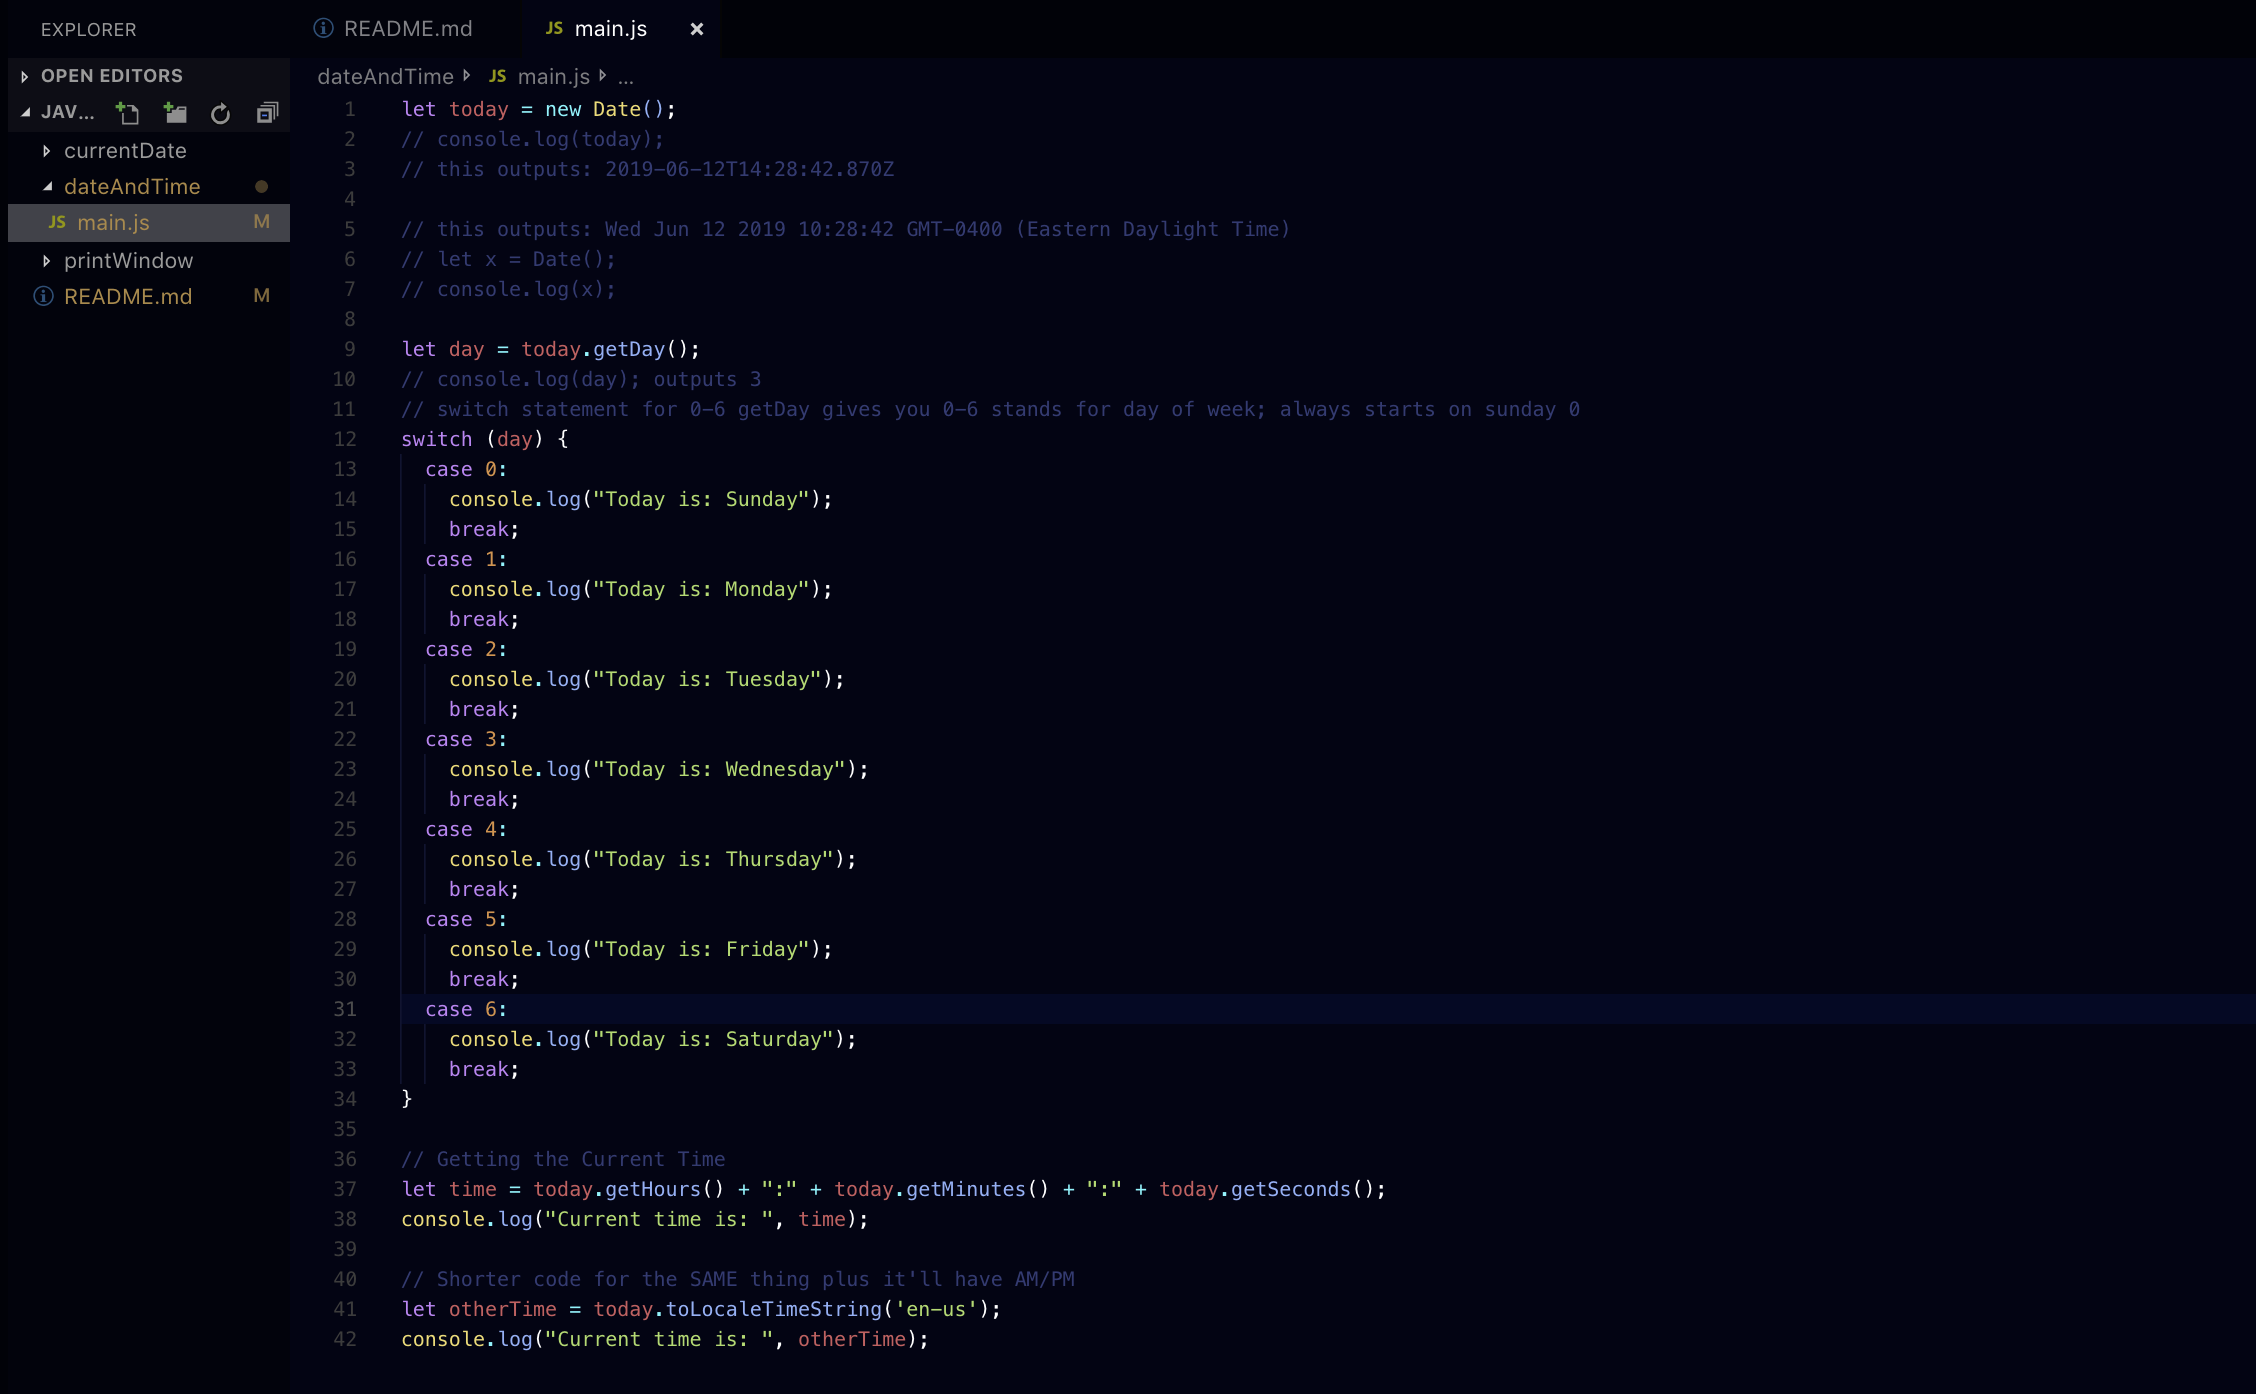 EXPLORER
OPEN EDITORS
JAV...
currentDate
dateAndTime
JS main.js M
printWindow
README.md M
README.md JS main.js ×
dateAndTime JS main.js ...
1 let today = new Date();
2 // console.log(today);
3 // this outputs: 2019-06-12T14:28:42.870Z
4
5 // this outputs: Wed Jun 12 2019 10:28:42 GMT-0400 (Eastern Daylight Time)
6 // let x = Date();
7 // console.log(x);
8
9 let day = today.getDay();
10 // console.log(day); outputs 3
11 // switch statement for 0-6 getDay gives you 0-6 stands for day of week; always starts on sunday 0
12 switch (day) {
13 case 0:
14 console.log("Today is: Sunday");
15 break;
16 case 1:
17 console.log("Today is: Monday");
18 break;
19 case 2:
20 console.log("Today is: Tuesday");
21 break;
22 case 3:
23 console.log("Today is: Wednesday");
24 break;
25 case 4:
26 console.log("Today is: Thursday");
27 break;
28 case 5:
29 console.log("Today is: Friday");
30 break;
31 case 6:
32 console.log("Today is: Saturday");
33 break;
34 }
35
36 // Getting the Current Time
37 let time = today.getHours() + ":" + today.getMinutes() + ":" + today.getSeconds();
38 console.log("Current time is: ", time);
39
40 // Shorter code for the SAME thing plus it'll have AM/PM
41 let otherTime = today.toLocaleTimeString('en-us');
42 console.log("Current time is: ", otherTime);